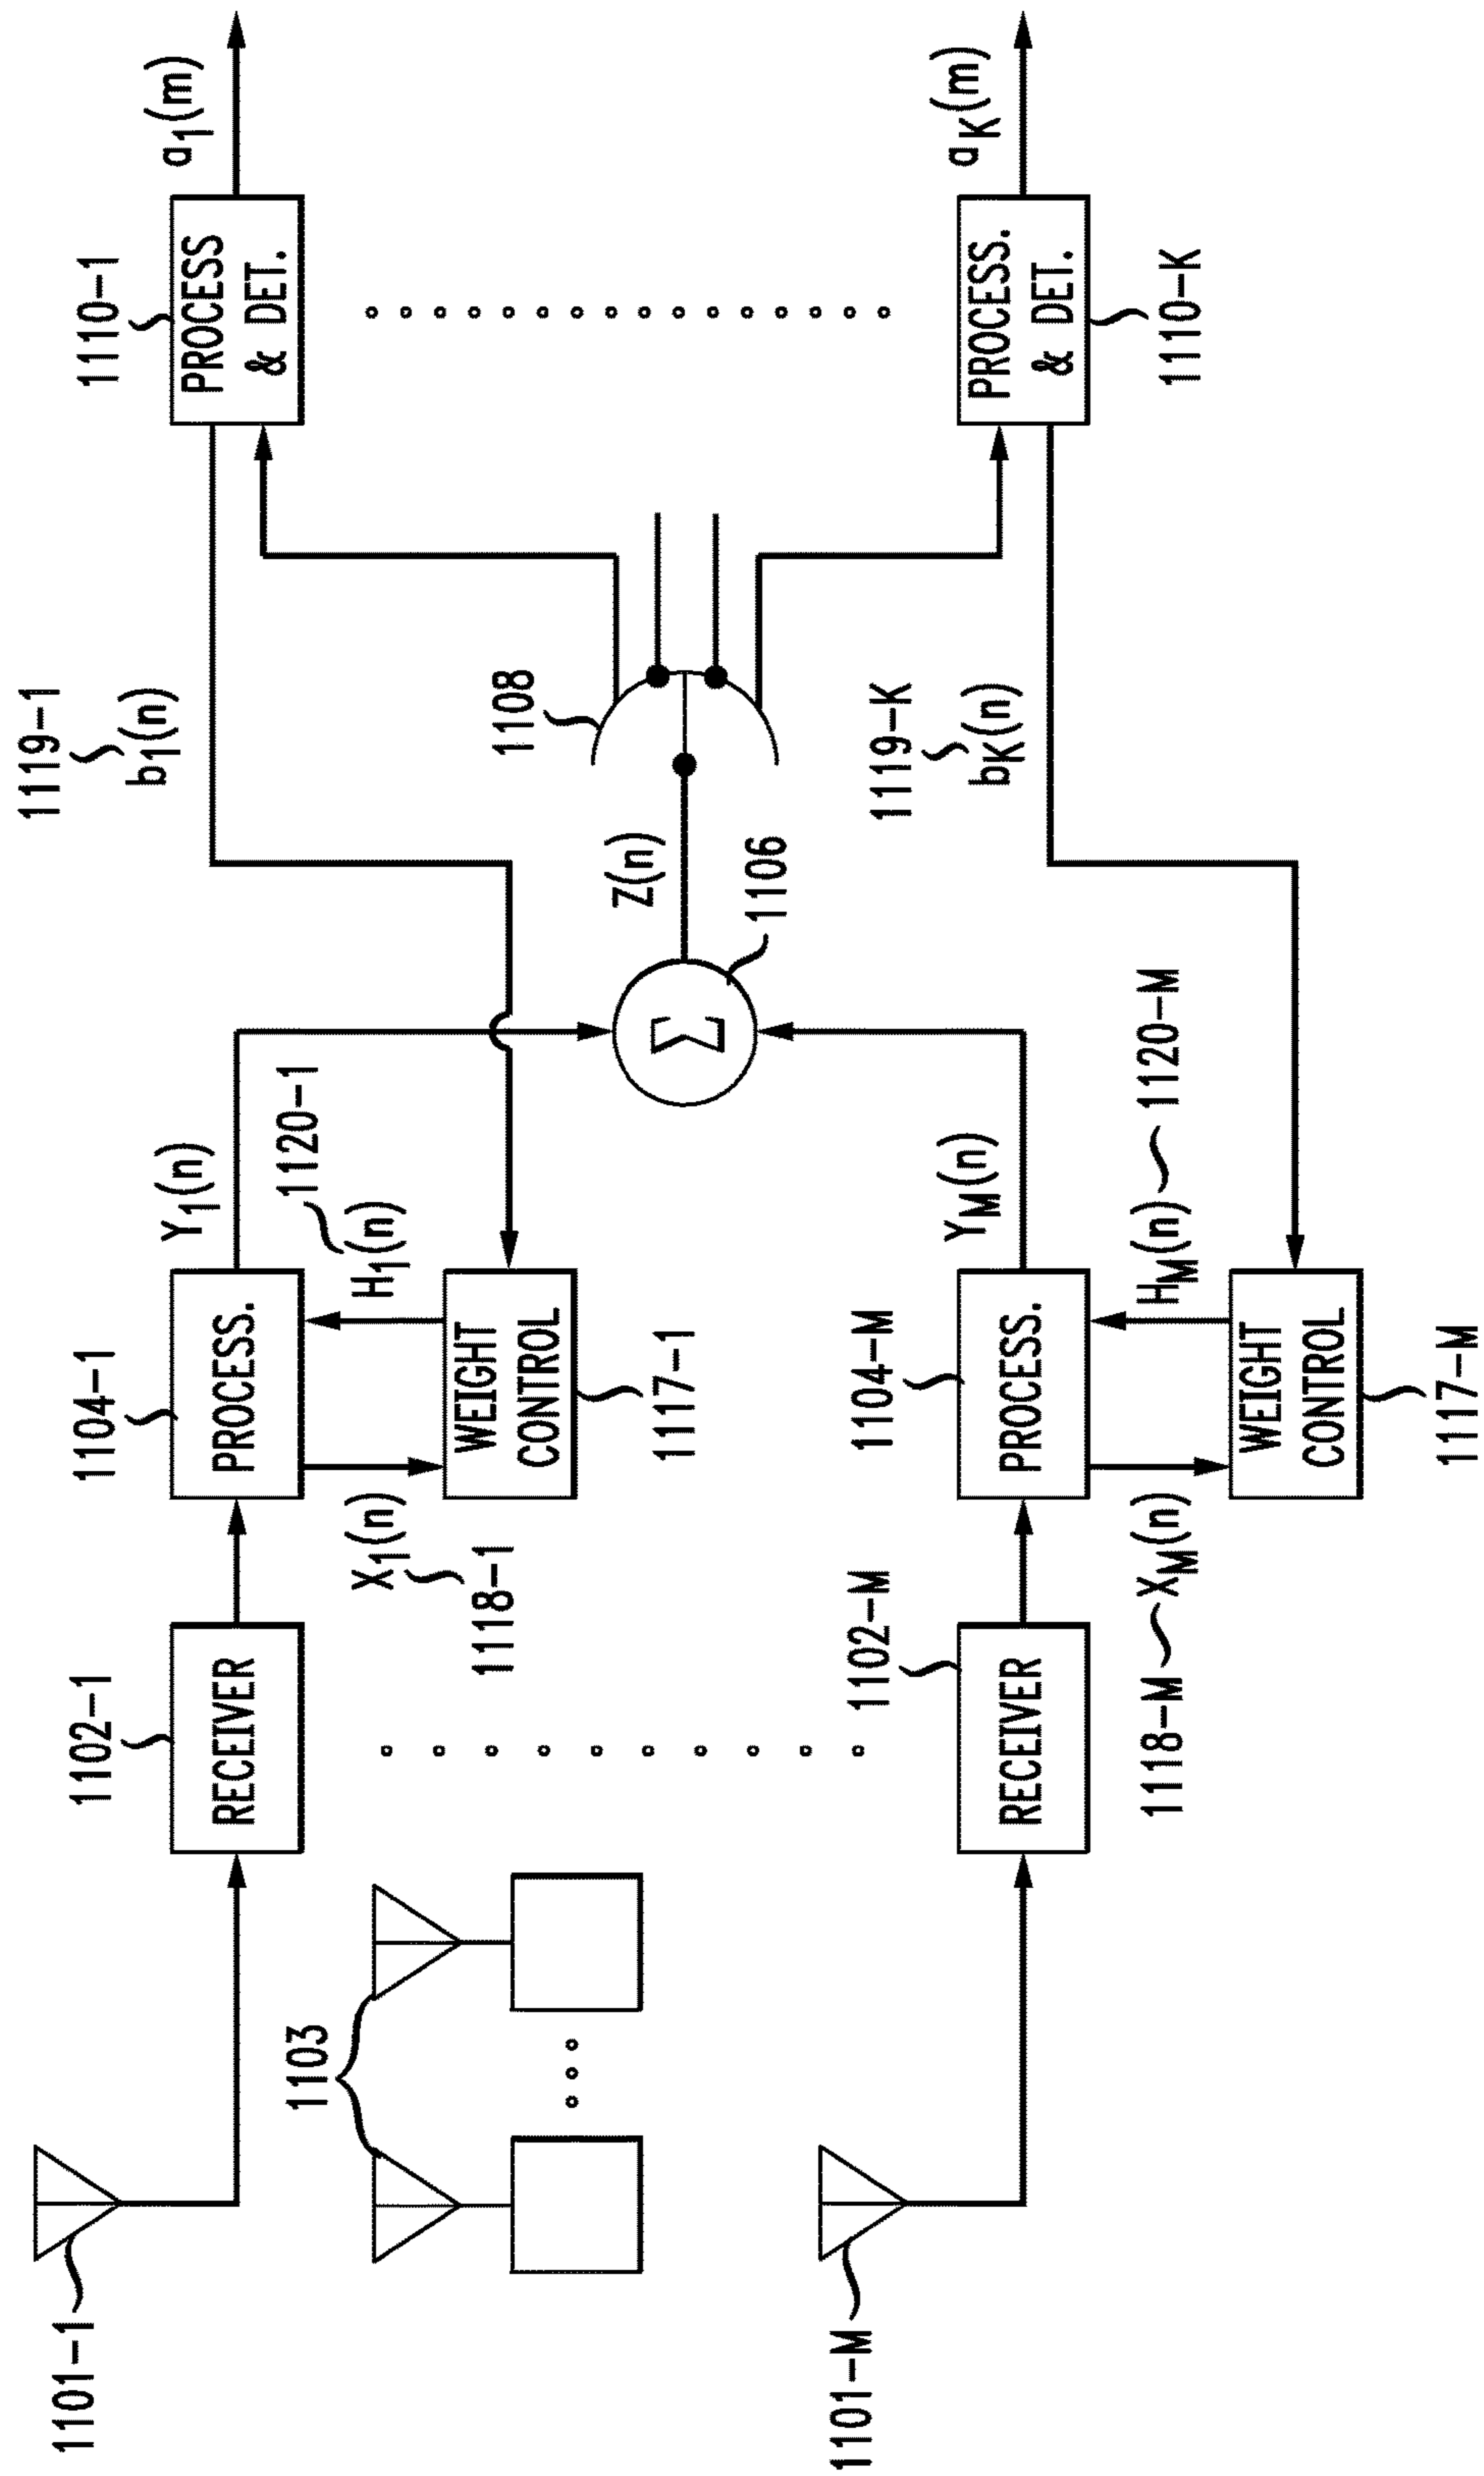 1101-1
1102-1
RECEIVER
1104-1
PROCESS.
Y1(n)
1119-1
b1(n)
1110-1
PROCESS
& DET.
a1(m)
X1(n)
1118-1
H1(n)
1120-1
WEIGHT
CONTROL
1117-1
1103
Σ
1106
Z(n)
1108
1101-M
1102-M
RECEIVER
1104-M
PROCESS.
YM(n)
1119-K
bK(n)
PROCESS.
& DET.
1110-K
aK(m)
1118-M
XM(n)
HM(n)
1120-M
WEIGHT
CONTROL
1117-M